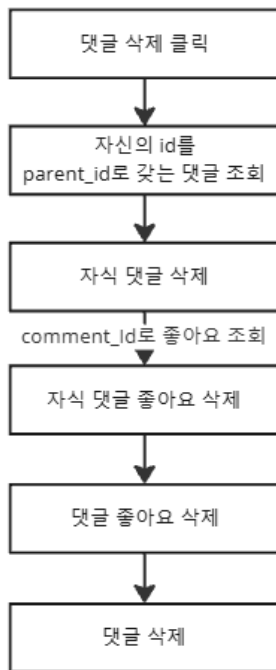 댓글 삭제 클릭
자신의 id를
parent_id로 갖는 댓글 조회
자식 댓글 삭제
comment_Id로 좋아요 조회
자식 댓글 좋아요 삭제
댓글 좋아요 삭제
댓글 삭제